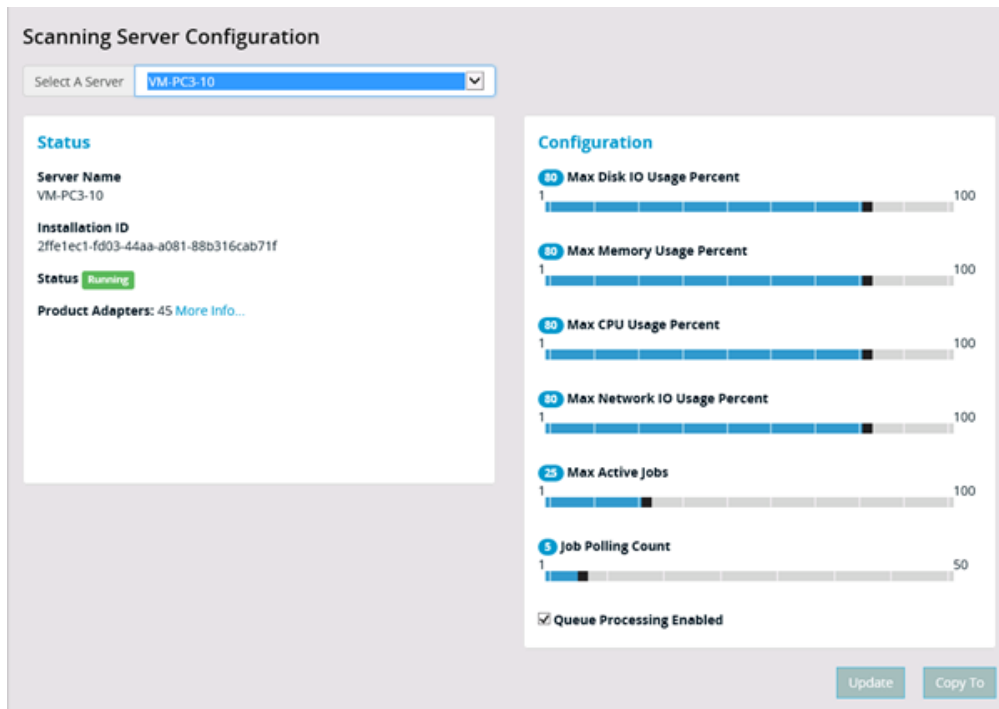 Scanning Server Configuration
Select A Server VM-PC3-10
Status
Server Name
VM-PC3-10
Installation ID
2ffe1ec1-fd03-44aa-a081-88b316cab71f
Status Running
Product Adapters: 45 More Info...
Configuration
80 Max Disk IO Usage Percent
1 100
80 Max Memory Usage Percent
1 100
80 Max CPU Usage Percent
1 100
80 Max Network IO Usage Percent
1 100
25 Max Active Jobs
1 100
5 Job Polling Count
1 50
Queue Processing Enabled
Update Copy To